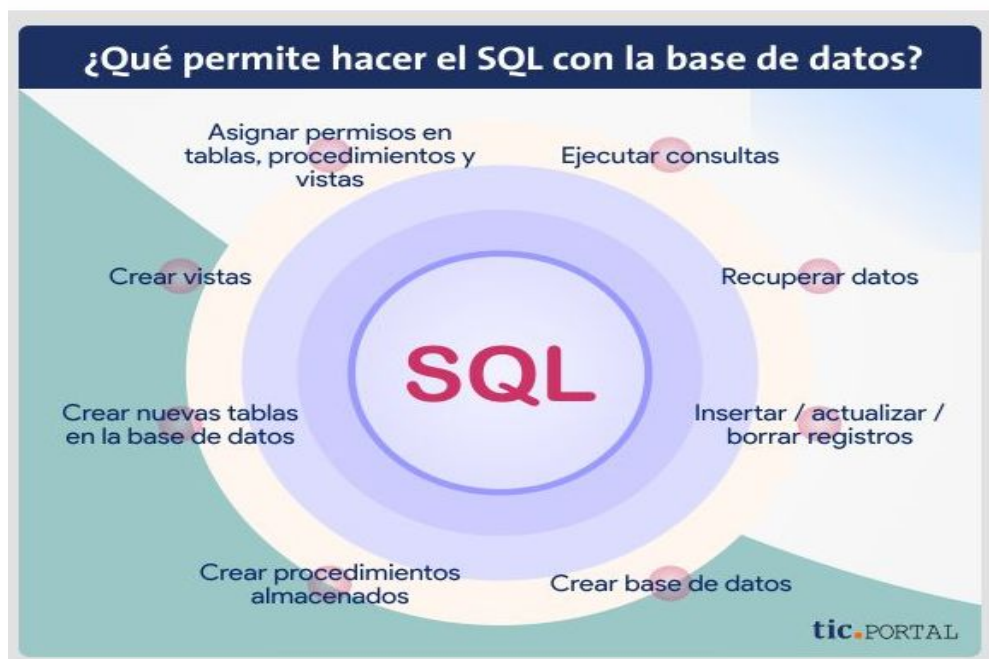 ¿Qué permite hacer el SQL con la base de datos?
Asignar permisos en
tablas, procedimientos y
vistas
Ejecutar consultas
Crear vistas
Recuperar datos
SQL
Crear nuevas tablas
en la base de datos
Insertar / actualizar /
borrar registros
Crear procedimientos
almacenados
Crear base de datos
tic.PORTAL